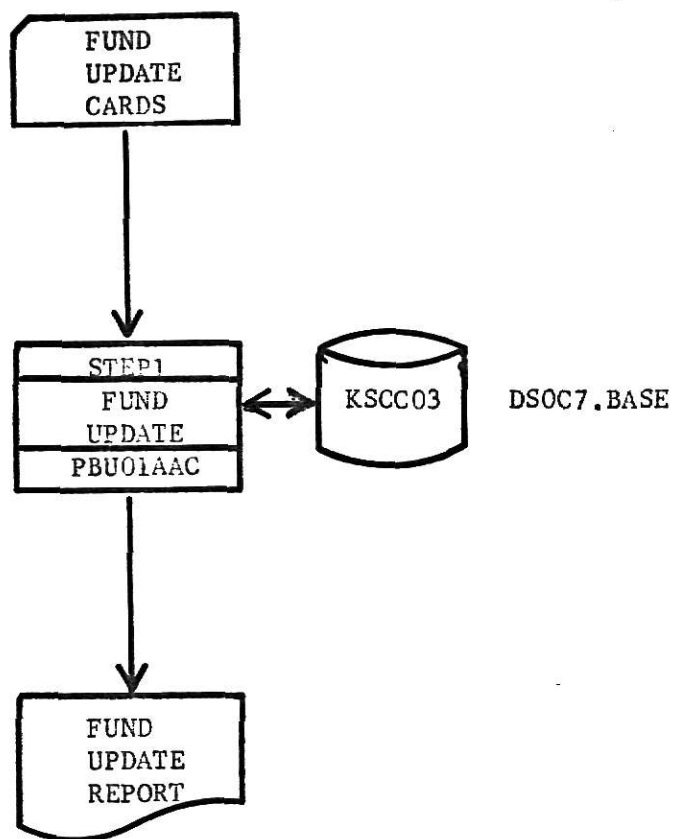 FUND
UPDATE
CARDS
STEP1
FUND
UPDATE
PBU01AAC
KSCC03
DSOC7.BASE
FUND
UPDATE
REPORT